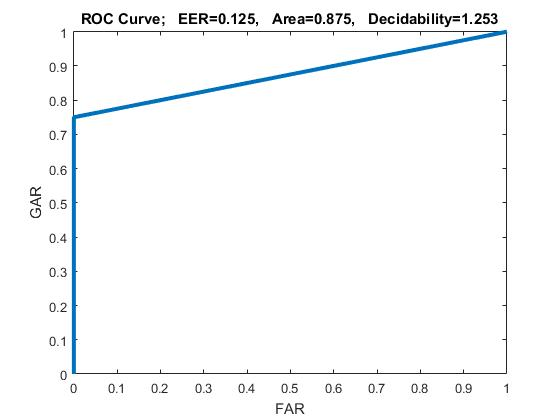 ROC Curve;   EER=0.125,   Area=0.875,   Decidability=1.253
1
0.9
0.8
0.7
0.6
0.5
0.4
0.3
0.2
0.1
0
GAR
0 0.1 0.2 0.3 0.4 0.5 0.6 0.7 0.8 0.9 1
FAR